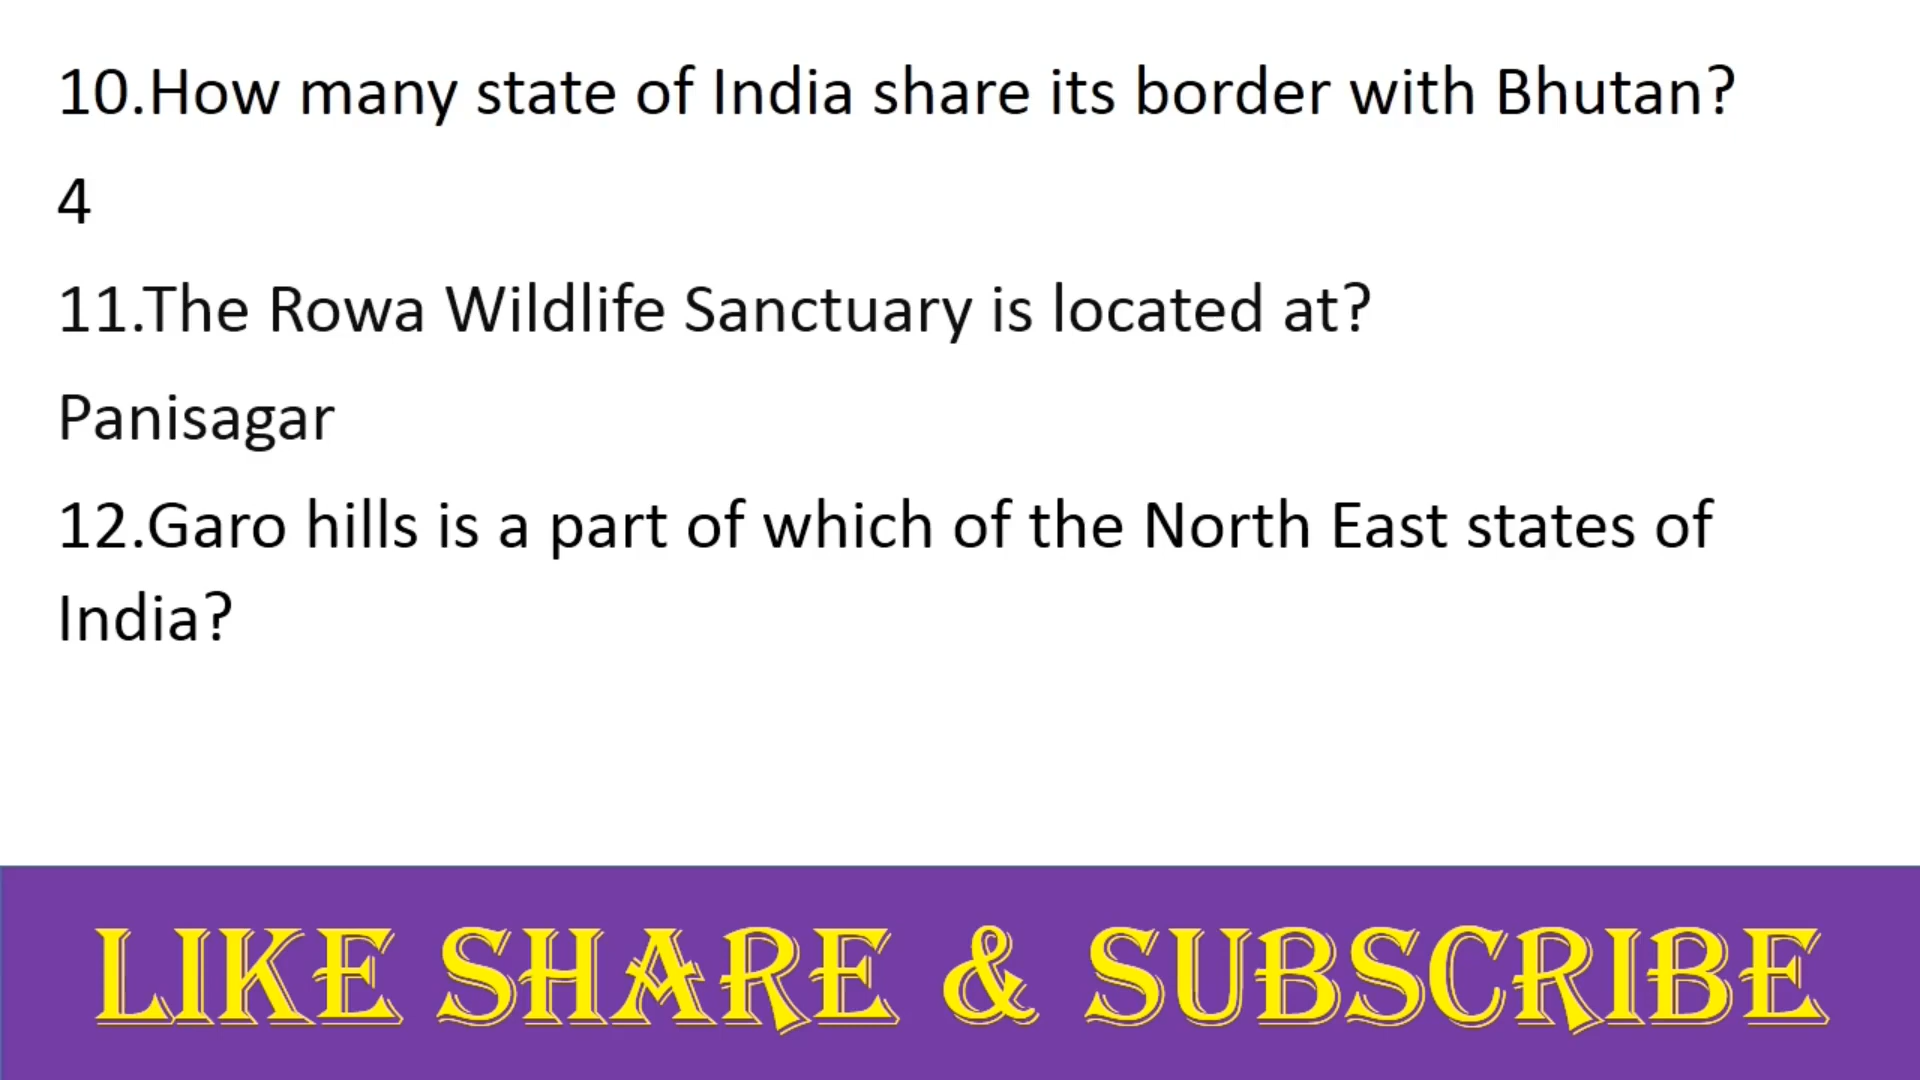 10.How many state of India share its border with Bhutan?
4
11.The Rowa Wildlife Sanctuary is located at?
Panisagar
12.Garo hills is a part of which of the North East states of
India?
LIKE SHARE & SUBSCRIBE